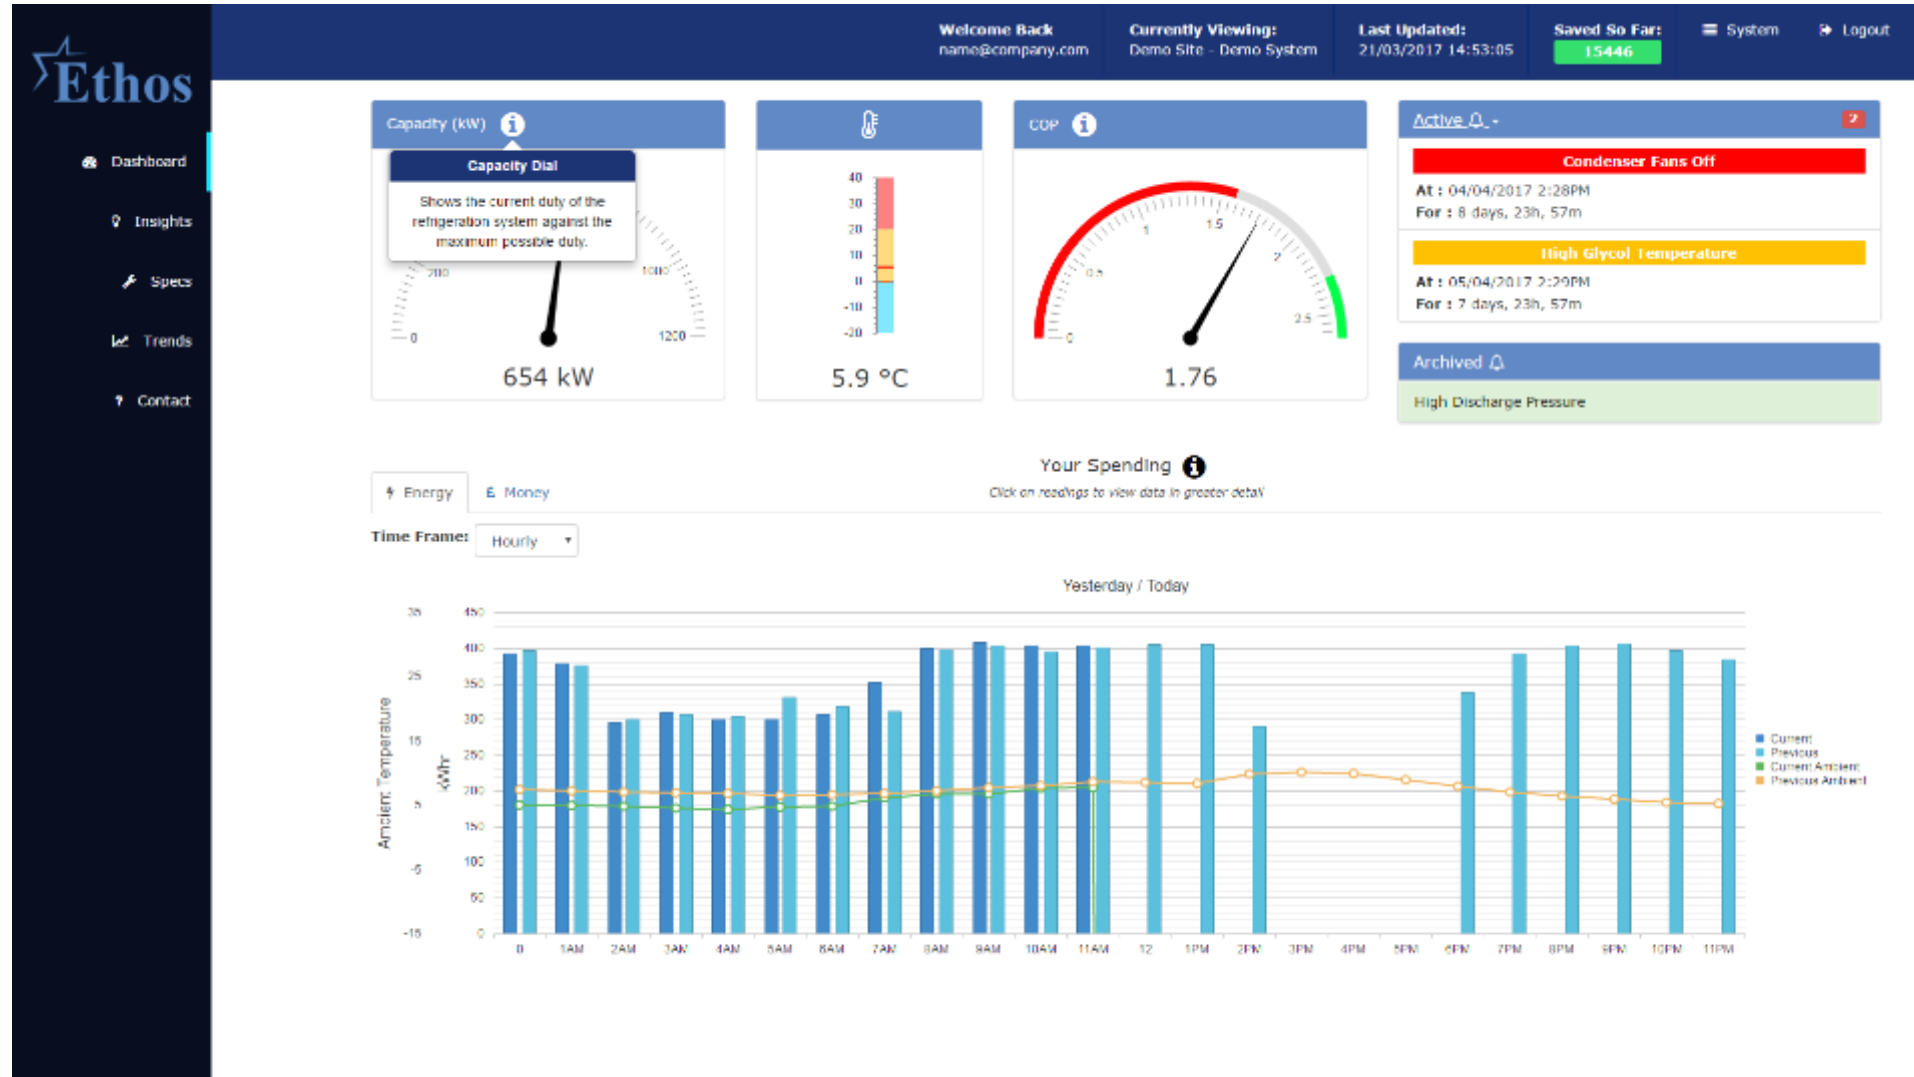 Ethos
Dashboard
Insights
Specs
Trends
Contact
Welcome Back
name@company.com
Currently Viewing:
Demo Site - Demo System
Last Updated:
21/03/2017 14:53:05
Saved So Far:
15446
System
Logout
Capacity (kW)
Capacity Dial
Shows the current duty of the
refrigeration system against the
maximum possible duty.
0
200
1000
1200
654 kW
40
30
20
10
0
-10
-20
5.9 °C
COP
0
0.5
1
1.5
2
2.5
1.76
Active
2
Condenser Fans Off
At : 04/04/2017 2:28PM
For : 8 days, 23h, 57m
High Glycol Temperature
At : 05/04/2017 2:29PM
For : 7 days, 23h, 57m
Archived
High Discharge Pressure
Your Spending
Click on readings to view data in greater detail
Energy
£ Money
Time Frame: Hourly
Yesterday / Today
Ambient Temperature
35
25
15
5
-5
-15
kWhr
450
400
350
300
250
200
150
100
50
0
0 1AM 2AM 3AM 4AM 5AM 6AM 7AM 8AM 9AM 10AM 11AM 12 1PM 2PM 3PM 4PM 5PM 6PM 7PM 8PM 9PM 10PM 11PM
Current
Previous
Current Ambient
Previous Ambient